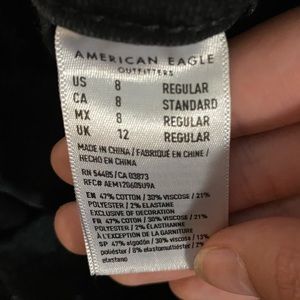 AMERICAN EAGLE
OUTFITTERS
US 8 REGULAR
CA 8 STANDARD
MX 8 REGULAR
UK 12 REGULAR
MADE IN CHINA / FABRIQUÉ EN CHINE /
HECHO EN CHINA
RN 54485/CA 03873
RFC# AEM120605U9A
EN 47% COTTON / 30% VISCOSE / 21%
POLYESTER / 2% ELASTANE
EXCLUSIVE OF DECORATION
FR 47% COTON / 30% VISCOSE / 21%
POLYESTER / 2% ÉLASTHANNE
À L'EXCEPTION DE LA GARNITURE
SP 47% algodón / 30% viscosa /
elastano